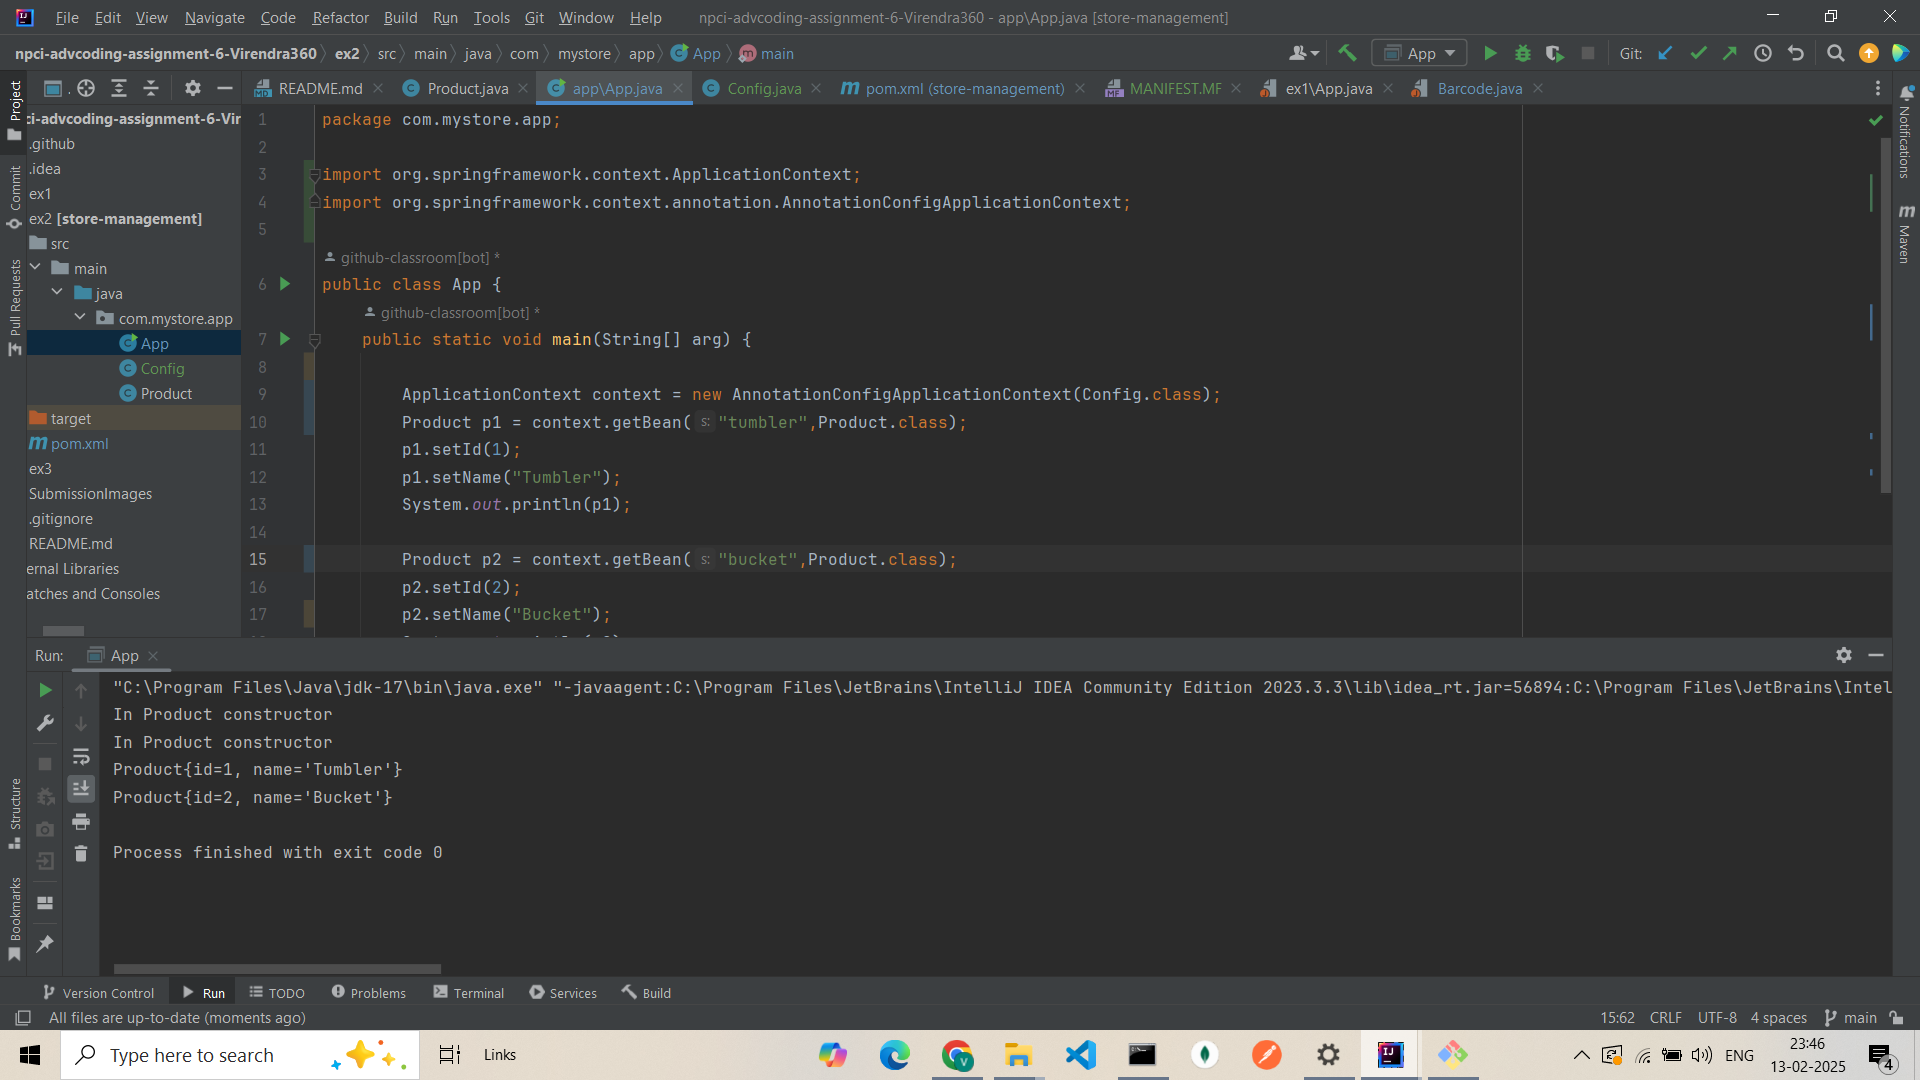 File Edit View Navigate Code Refactor Build Run Tools Git Window Help npci-advcoding-assignment-6-Virendra360 - app\App.java [store-management]
npci-advcoding-assignment-6-Virendra360 ex2 src main java com mystore app App main App Git:
README.md Product.java app\App.java Config.java pom.xml (store-management) MANIFEST.MF ex1\App.java Barcode.java
Project
Commit
Pull Requests
Structure
Bookmarks
ci-advcoding-assignment-6-Vir
.github
.idea
ex1
ex2 [store-management]
src
main
java
com.mystore.app
App
Config
Product
target
pom.xml
ex3
SubmissionImages
.gitignore
README.md
ernal Libraries
atches and Consoles
1 package com.mystore.app;
2
3 import org.springframework.context.ApplicationContext;
4 import org.springframework.context.annotation.AnnotationConfigApplicationContext;
5
github-classroom[bot] *
6 public class App {
github-classroom[bot] *
7 public static void main(String[] arg) {
8
9 ApplicationContext context = new AnnotationConfigApplicationContext(Config.class);
10 Product p1 = context.getBean( s: "tumbler",Product.class);
11 p1.setId(1);
12 p1.setName("Tumbler");
13 System.out.println(p1);
14
15 Product p2 = context.getBean( s: "bucket",Product.class);
16 p2.setId(2);
17 p2.setName("Bucket");
Notifications
Maven
Run: App
"C:\Program Files\Java\jdk-17\bin\java.exe" "-javaagent:C:\Program Files\JetBrains\IntelliJ IDEA Community Edition 2023.3.3\lib\idea_rt.jar=56894:C:\Program Files\JetBrains\Intel
In Product constructor
In Product constructor
Product{id=1, name='Tumbler'}
Product{id=2, name='Bucket'}
Process finished with exit code 0
Version Control Run TODO Problems Terminal Services Build
All files are up-to-date (moments ago) 15:62 CRLF UTF-8 4 spaces main
Type here to search Links ENG 23:46
13-02-2025 4